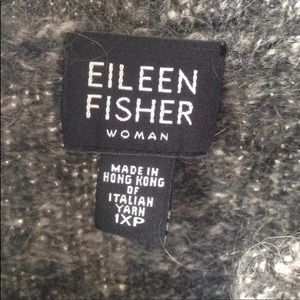 EILEEN
FISHER
WOMAN
MADE IN
HONG KONG
OF
ITALIAN
YARN
1XP